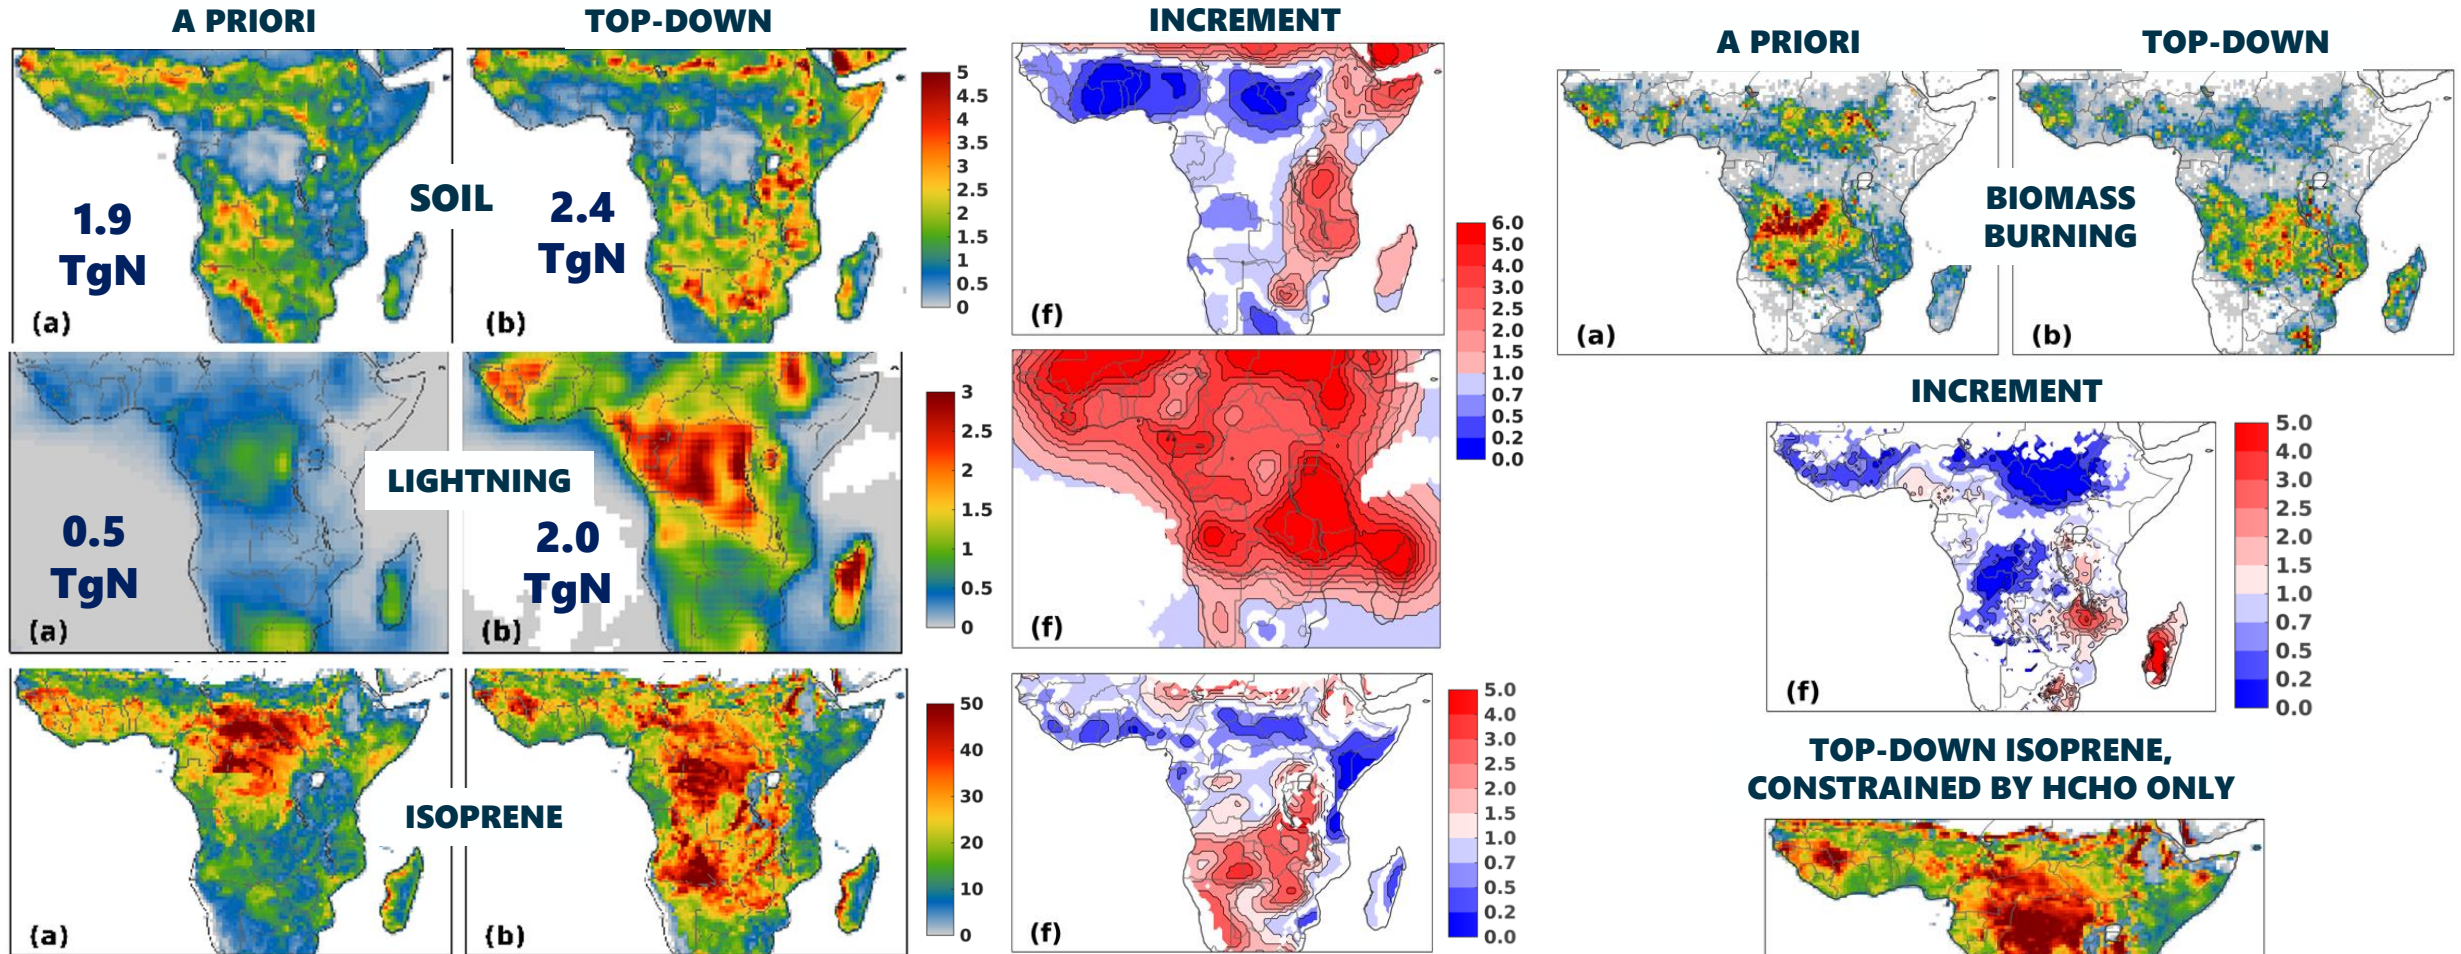 A PRIORI
TOP-DOWN
INCREMENT
SOIL
1.9
TgN
2.4
TgN
(a)
(b)
(f)
5
4.5
4
3.5
3
2.5
2
1.5
1
0.5
0
6.0
5.0
4.0
3.0
2.5
2.0
1.5
1.0
0.7
0.5
0.2
0.0
LIGHTNING
0.5
TgN
2.0
TgN
(a)
(b)
(f)
3
2.5
2
1.5
1
0.5
0
ISOPRENE
(a)
(b)
(f)
50
40
30
20
10
0
5.0
4.0
3.0
2.5
2.0
1.5
1.0
0.7
0.5
0.2
0.0
A PRIORI
TOP-DOWN
BIOMASS
BURNING
(a)
(b)
INCREMENT
(f)
5.0
4.0
3.0
2.5
2.0
1.5
1.0
0.7
0.5
0.2
0.0
TOP-DOWN ISOPRENE,
CONSTRAINED BY HCHO ONLY